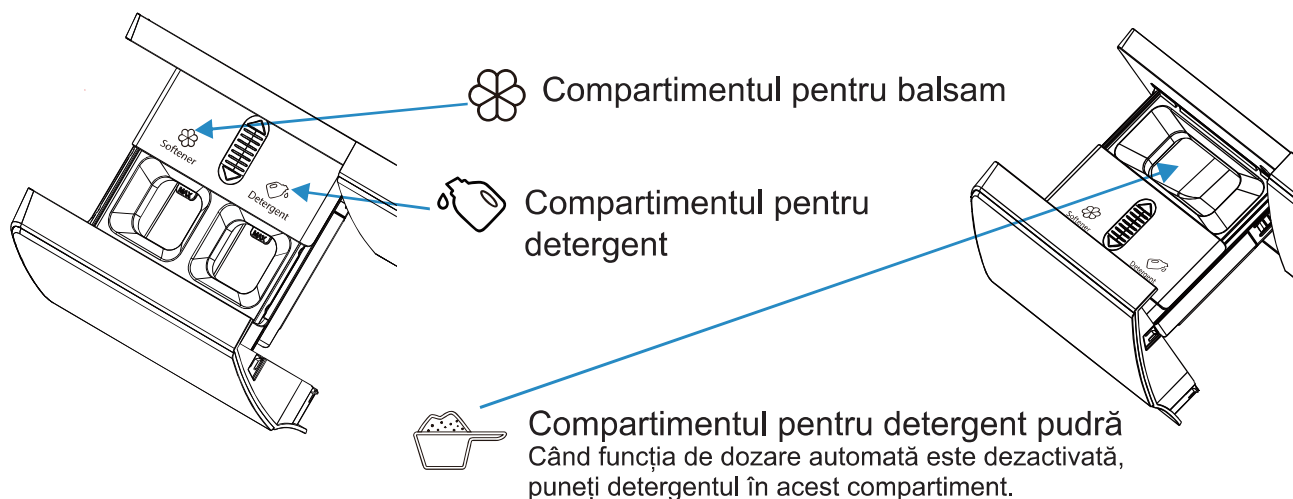 Compartimentul pentru balsam
Softener
MAX
Detergent
MAX
Compartimentul pentru
detergent
Softener
Detergent
Compartimentul pentru detergent pudră
Când funcția de dozare automată este dezactivată,
puneți detergentul în acest compartiment.